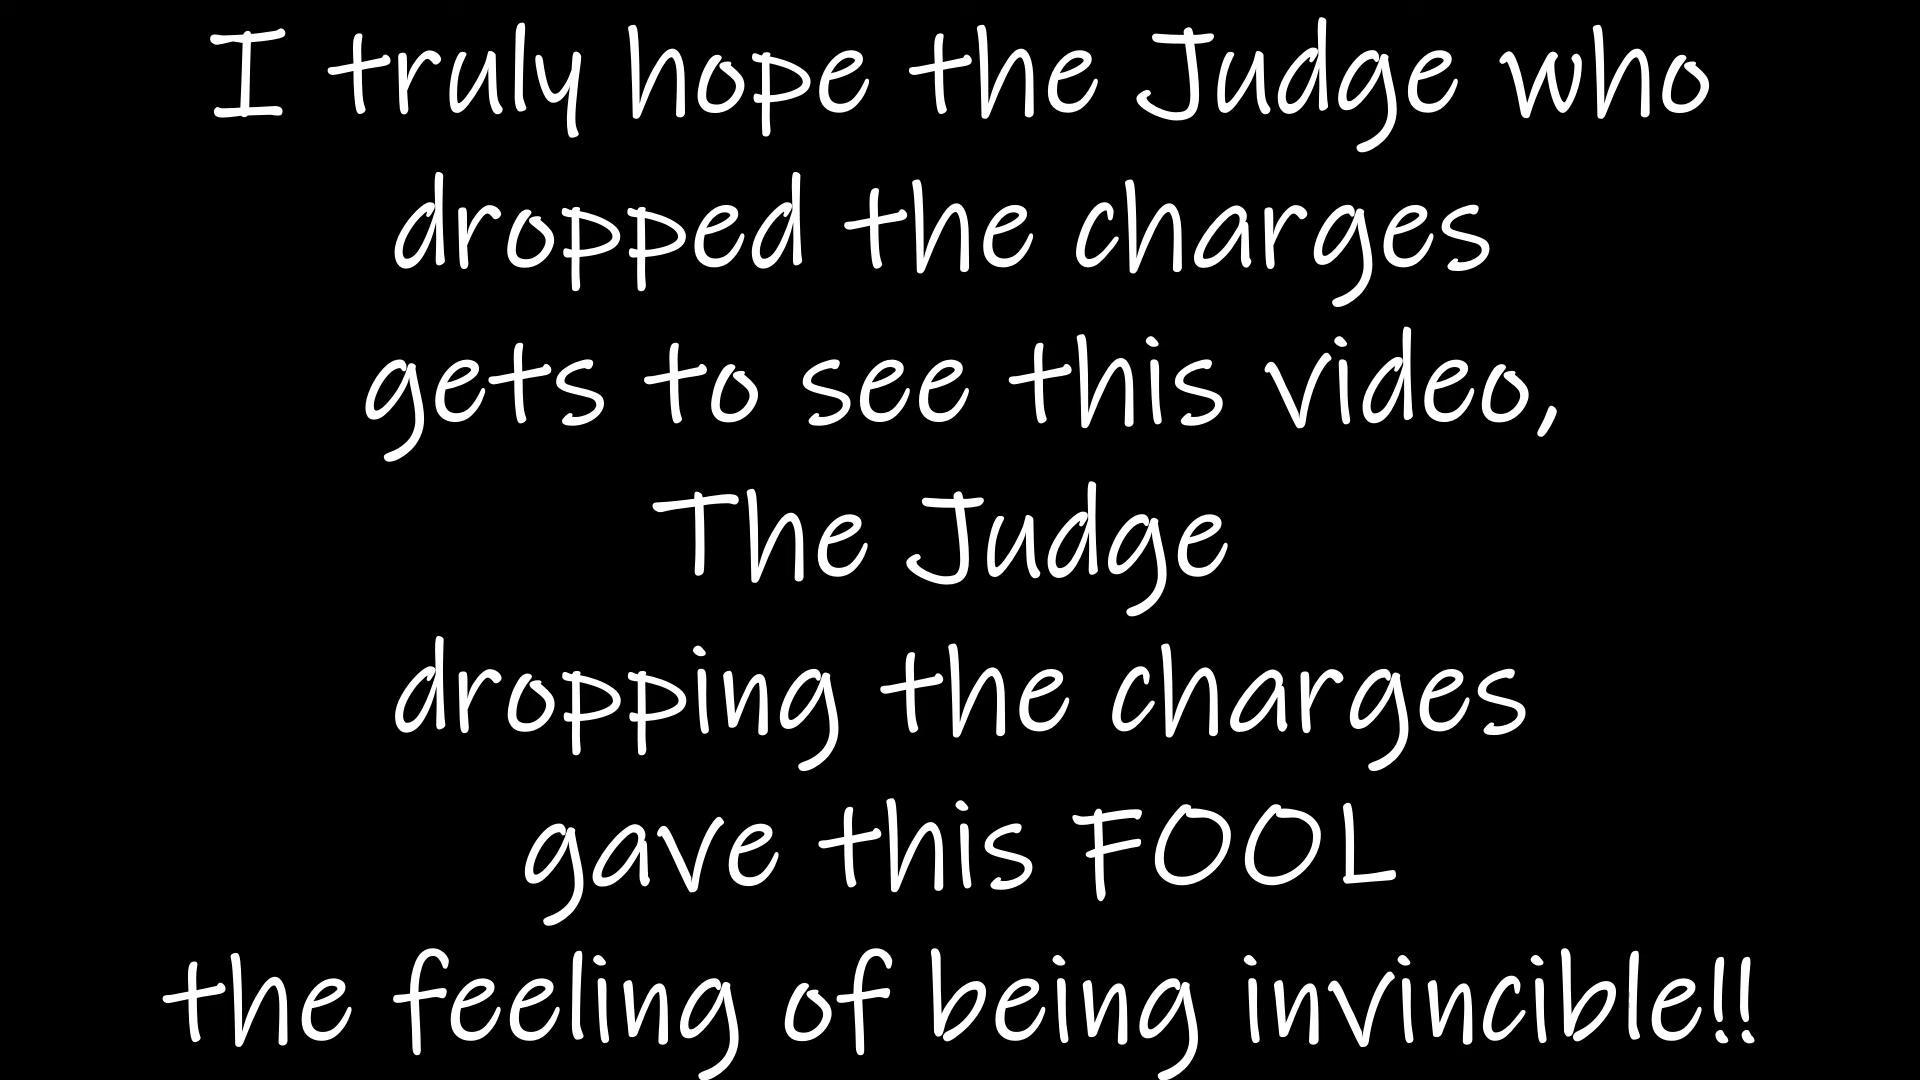 I truly hope the Judge who
dropped the charges
gets to see this video,
The Judge
dropping the charges
gave this FOOL
the feeling of being invincible!!